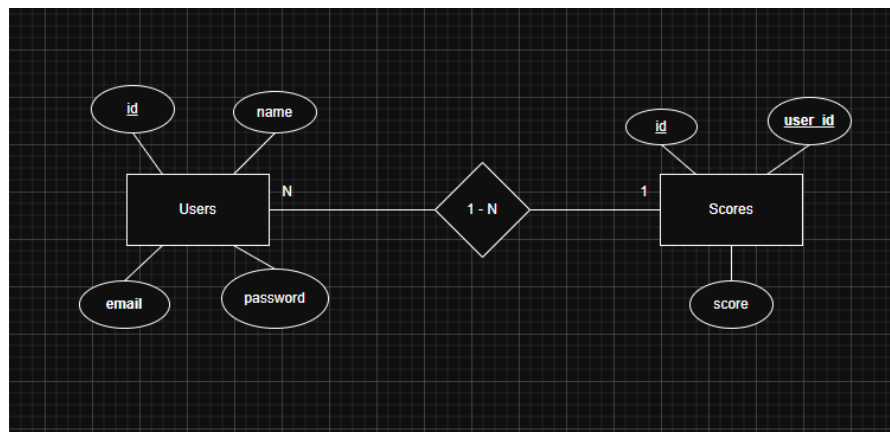 id
name
id
user_id
N
1
Users
1 - N
Scores
email
password
score